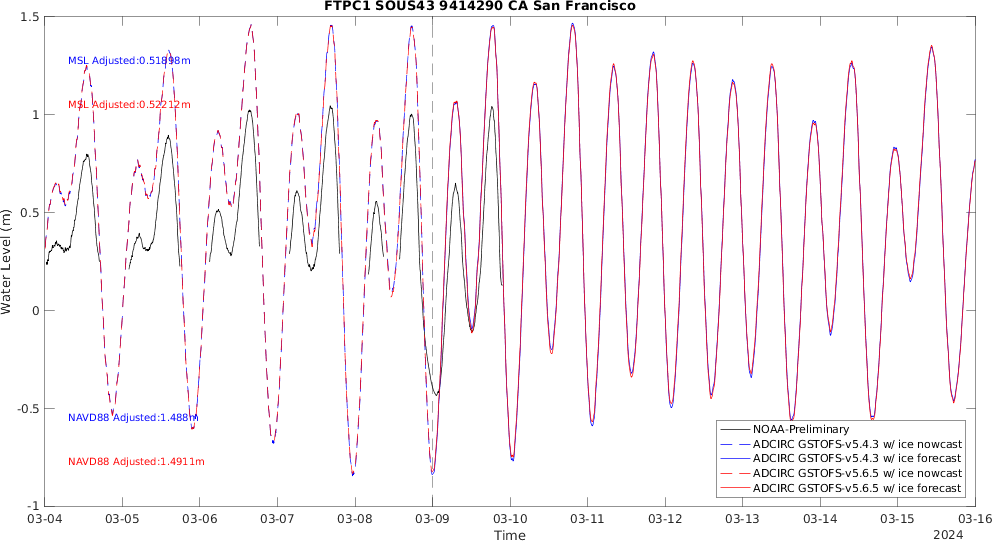 FTPC1 SOUS43 9414290 CA San Francisco
1.5
1
0.5
0
-0.5
-1
Water Level (m)
MSL Adjusted:0.51898m
MSL Adjusted:0.52212m
NAVD88 Adjusted:1.488m
NAVD88 Adjusted:1.4911m
NOAA-Preliminary
ADCIRC GSTOFS-v5.4.3 w/ ice nowcast
ADCIRC GSTOFS-v5.4.3 w/ ice forecast
ADCIRC GSTOFS-v5.6.5 w/ ice nowcast
ADCIRC GSTOFS-v5.6.5 w/ ice forecast
03-04 03-05 03-06 03-07 03-08 03-09 03-10 03-11 03-12 03-13 03-14 03-15 03-16
Time
2024